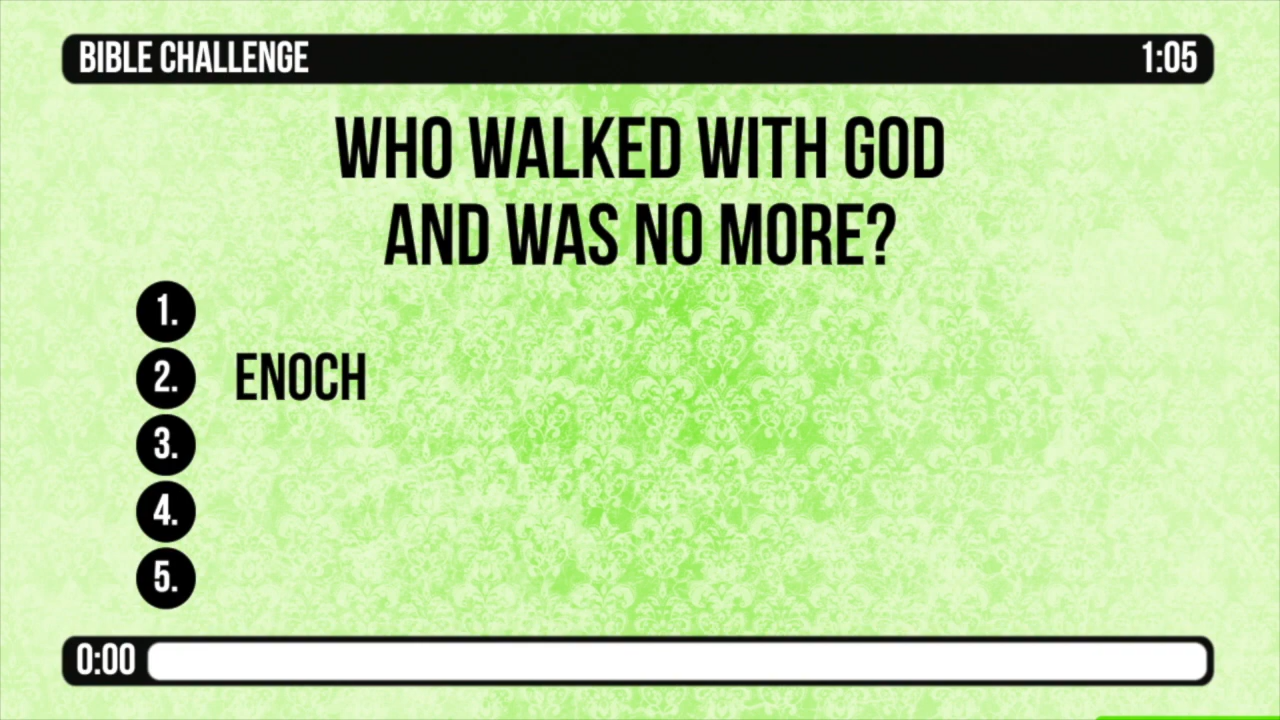 BIBLE CHALLENGE 1:05
WHO WALKED WITH GOD
AND WAS NO MORE?
1.
2. ENOCH
3.
4.
5.
0:00